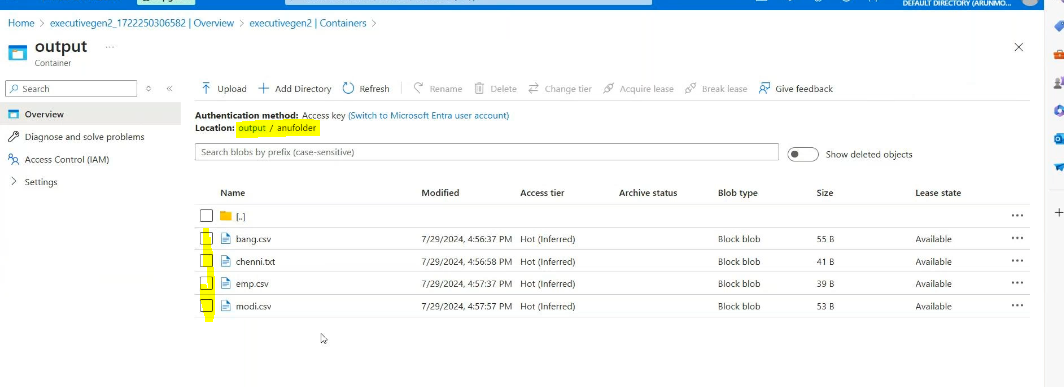 DEFAULT DIRECTORY (ARUNMO...
Home > executivegen2_1722250306582 | Overview > executivegen2 | Containers >
output ...
Container
Search
Upload Add Directory Refresh Rename Delete Change tier Acquire lease Break lease Give feedback
Overview
Diagnose and solve problems
Access Control (IAM)
Settings
Authentication method: Access key (Switch to Microsoft Entra user account)
Location: output / anufolder
Search blobs by prefix (case-sensitive)
Show deleted objects
Name Modified Access tier Archive status Blob type Size Lease state
[..]
bang.csv 7/29/2024, 4:56:37 PM Hot (Inferred) Block blob 55 B Available
chenni.txt 7/29/2024, 4:56:58 PM Hot (Inferred) Block blob 41 B Available
emp.csv 7/29/2024, 4:57:37 PM Hot (Inferred) Block blob 39 B Available
modi.csv 7/29/2024, 4:57:57 PM Hot (Inferred) Block blob 53 B Available